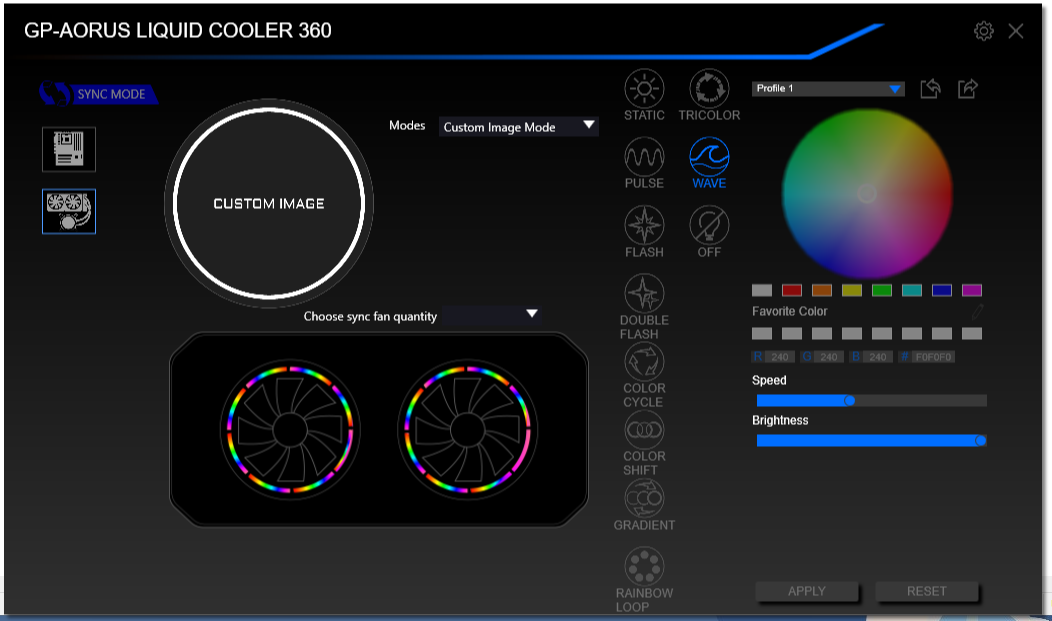 GP-AORUS LIQUID COOLER 360
SYNC MODE
CUSTOM IMAGE
Modes
Custom Image Mode
Choose sync fan quantity
STATIC
TRICOLOR
PULSE
WAVE
FLASH
OFF
DOUBLE
FLASH
COLOR
CYCLE
COLOR
SHIFT
GRADIENT
RAINBOW
LOOP
Profile 1
Favorite Color
R 240 G 240 B 240 # F0F0F0
Speed
Brightness
APPLY
RESET